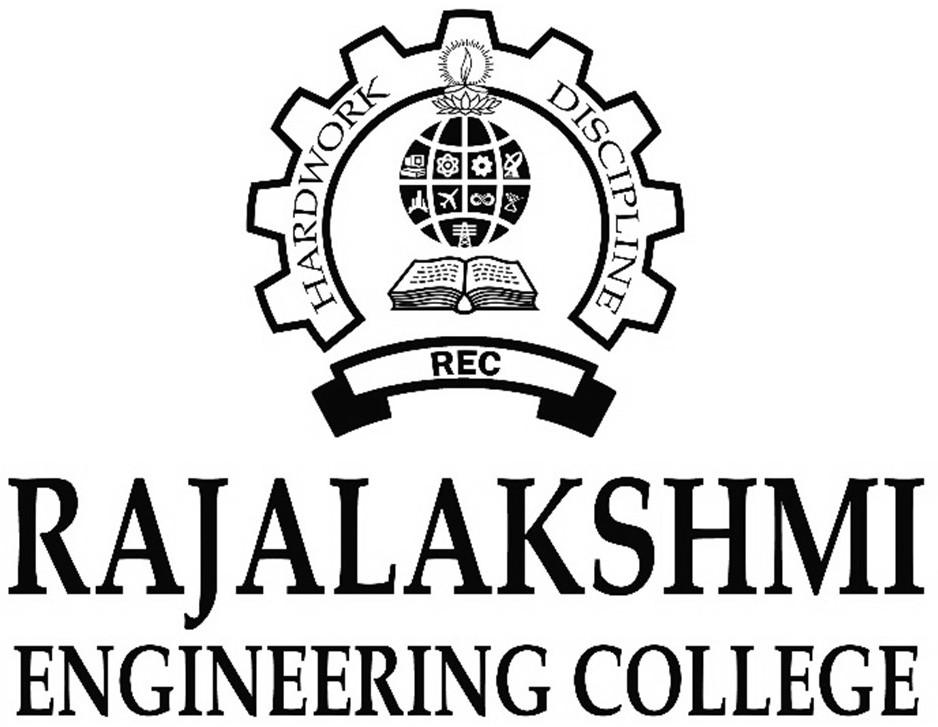 HARDWORK
DISCIPLINE
REC
RAJALAKSHMI
ENGINEERING COLLEGE